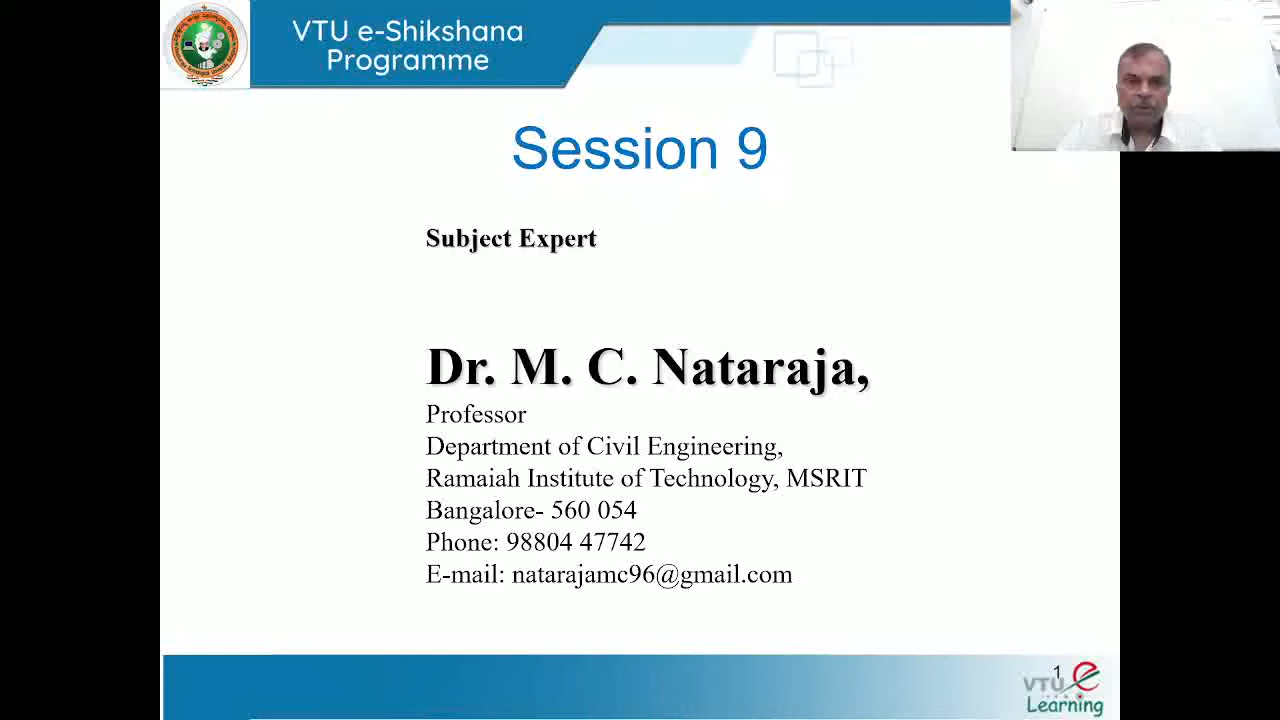 VTU e-Shikshana
Programme
Session 9
Subject Expert
Dr. M. C. Nataraja,
Professor
Department of Civil Engineering,
Ramaiah Institute of Technology, MSRIT
Bangalore- 560 054
Phone: 98804 47742
E-mail: natarajamc96@gmail.com
1
VTU e
Learning